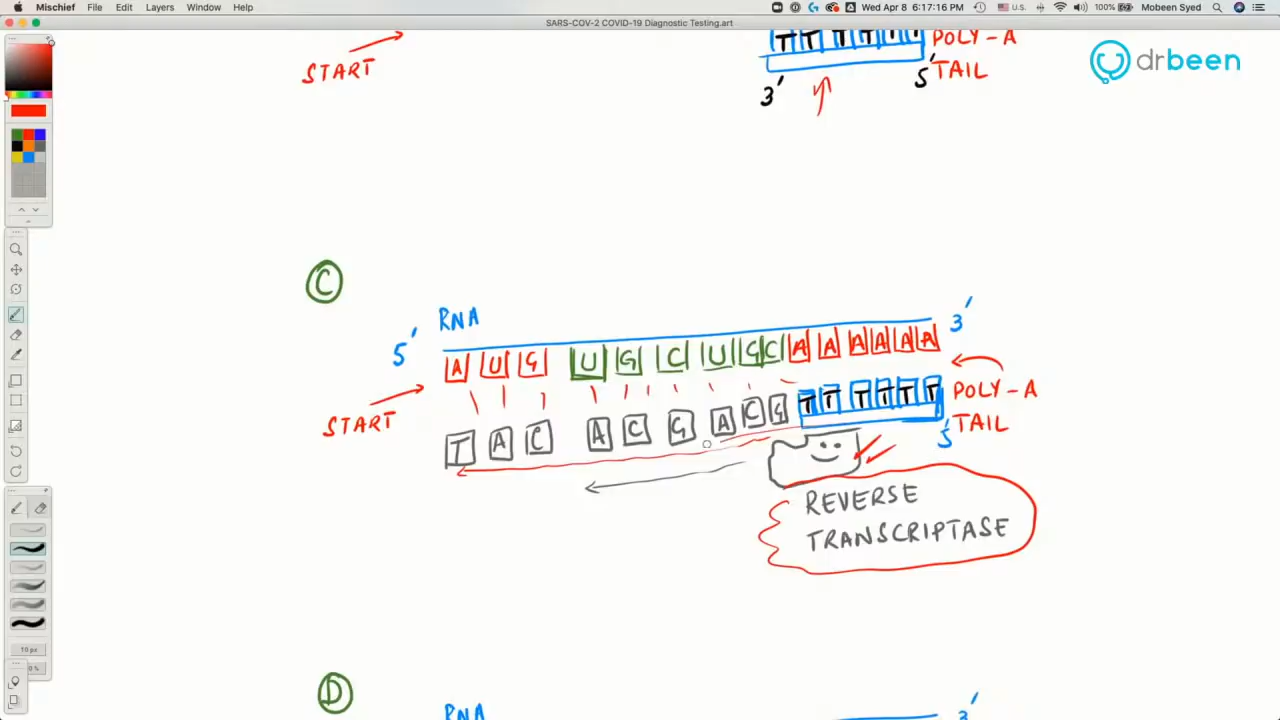 Mischief File Edit Layers Window Help U.S. 100% Wed Apr 8 6:17:16 PM Mobeen Syed
SARS-COV-2 COVID-19 Diagnostic Testing.art
drbeen
START
T T T T T T
POLY-A
TAIL
3' 5'
C
RNA
5' 3'
A U G U G C U G C A A A A A A
START
T A C A C G A C G T T T T T T
POLY-A
TAIL
5'
REVERSE
TRANSCRIPTASE
10 px
D
RNA
3'